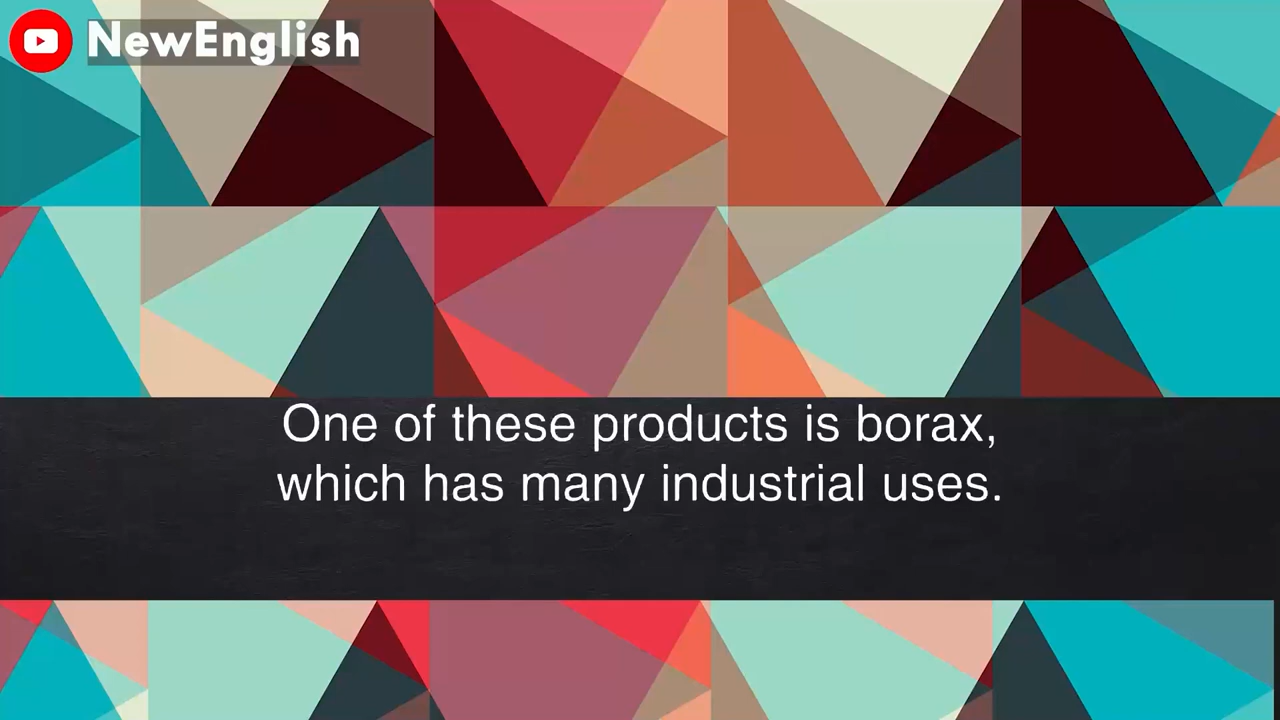 NewEnglish
One of these products is borax,
which has many industrial uses.